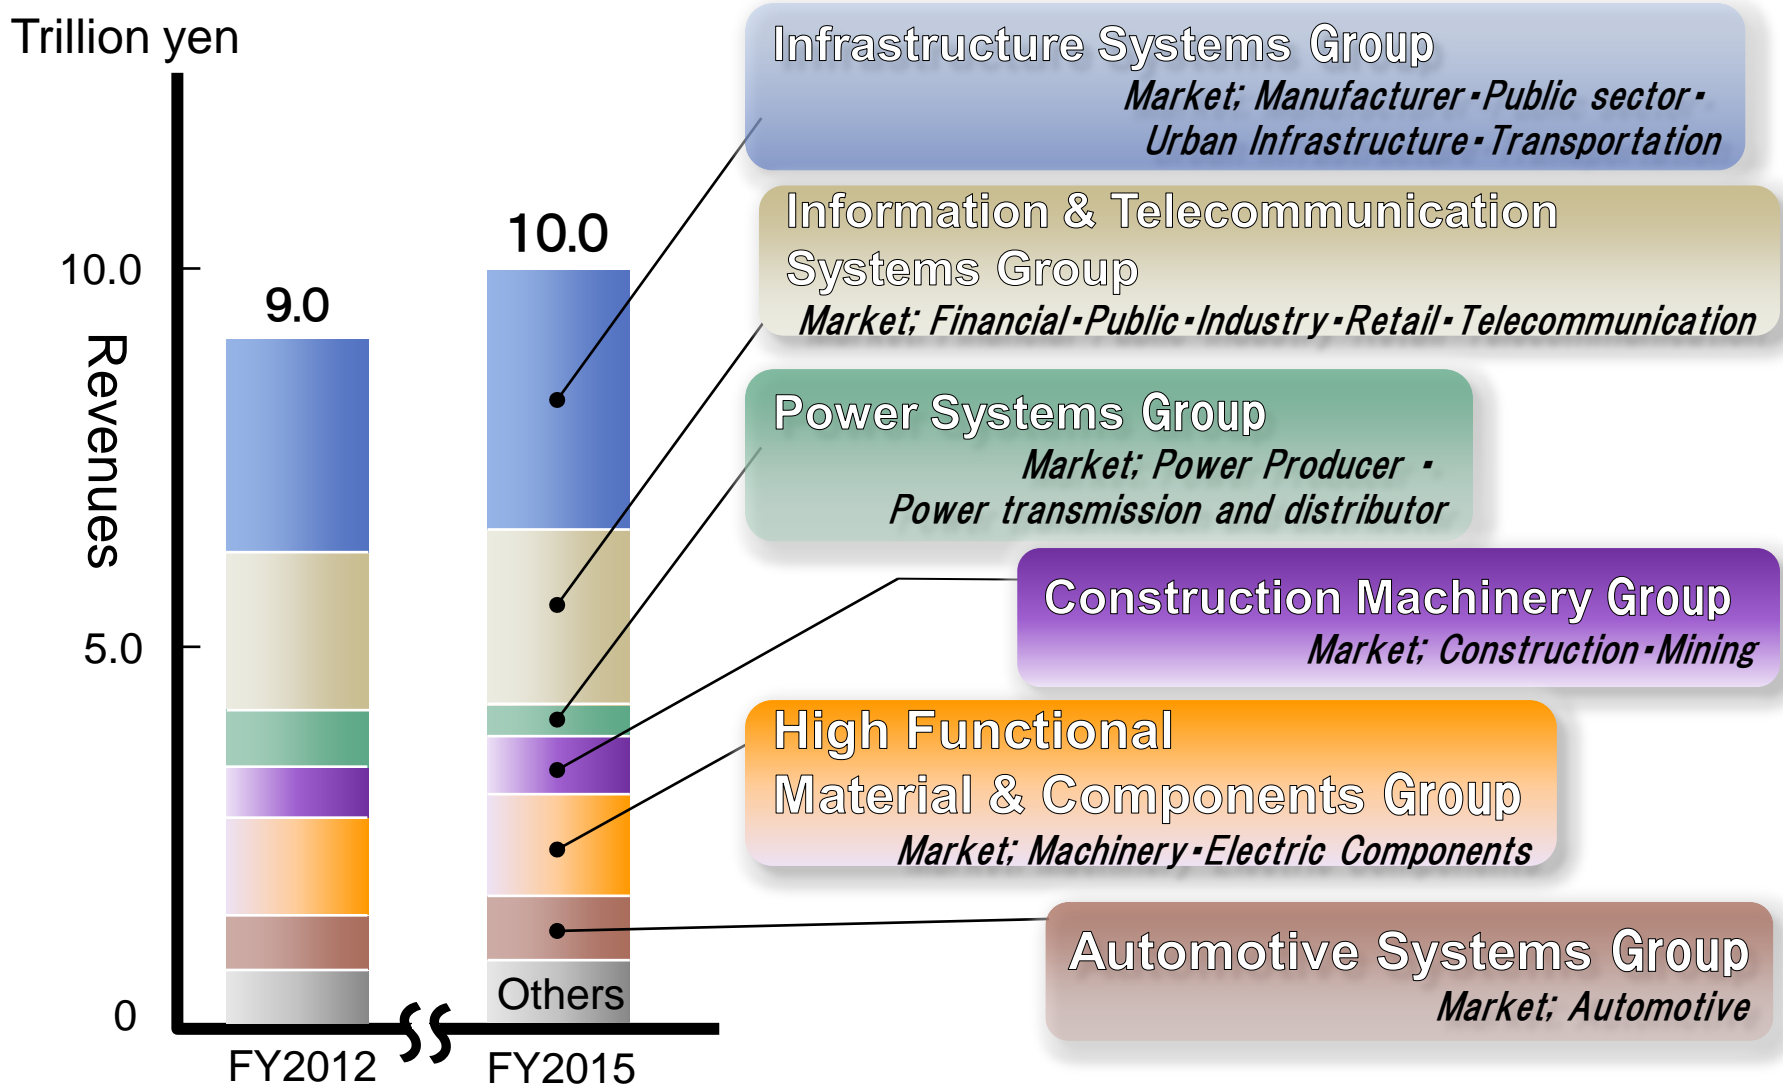 Trillion yen
10.0
5.0
0
Revenues
9.0
10.0
Others
FY2012
FY2015
Infrastructure Systems Group
Market; Manufacturer・Public sector・
Urban Infrastructure・Transportation
Information & Telecommunication
Systems Group
Market; Financial・Public・Industry・Retail・Telecommunication
Power Systems Group
Market; Power Producer ・
Power transmission and distributor
Construction Machinery Group
Market; Construction・Mining
High Functional
Material & Components Group
Market; Machinery・Electric Components
Automotive Systems Group
Market; Automotive